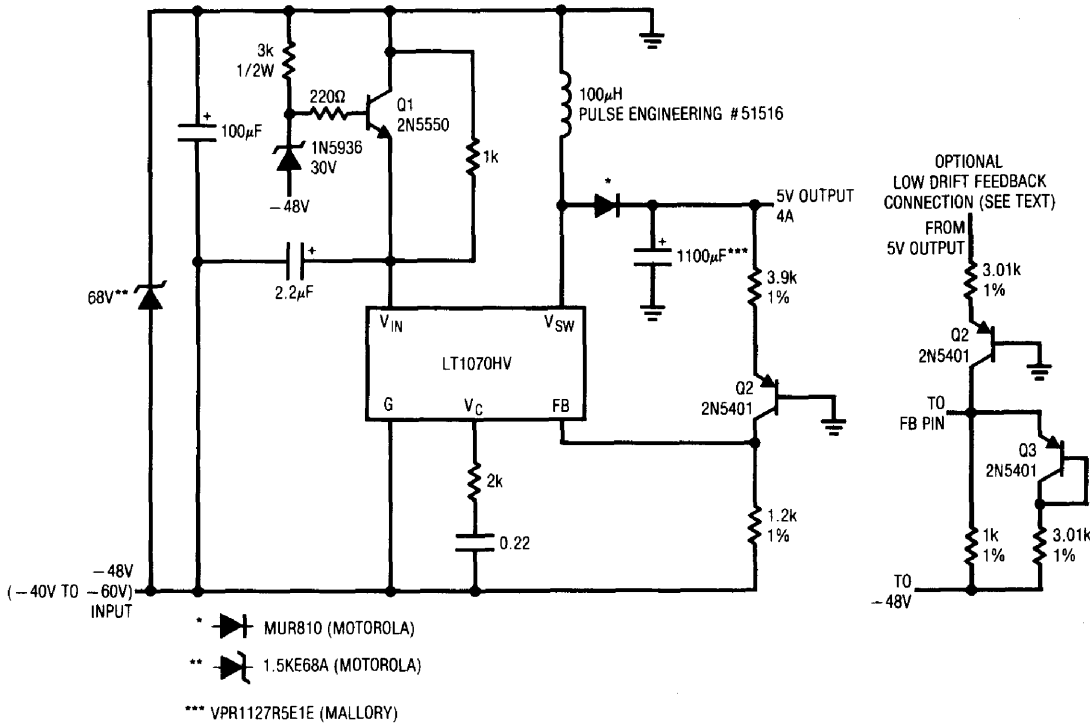 3k
1/2W
220Ω
Q1
2N5550
100µH
PULSE ENGINEERING #51516
+
100µF
1N5936
30V
1k
−48V
*
5V OUTPUT
4A
OPTIONAL
LOW DRIFT FEEDBACK
CONNECTION (SEE TEXT)
FROM
5V OUTPUT
+
2.2µF
+
1100µF***
3.9k
1%
3.01k
1%
68V**
VIN
VSW
LT1070HV
G
VC
FB
Q2
2N5401
Q2
2N5401
TO
FB PIN
Q3
2N5401
2k
0.22
1.2k
1%
1k
1%
3.01k
1%
−48V
(−40V TO −60V)
INPUT
TO
−48V
* MUR810 (MOTOROLA)
** 1.5KE68A (MOTOROLA)
*** VPR1127R5E1E (MALLORY)